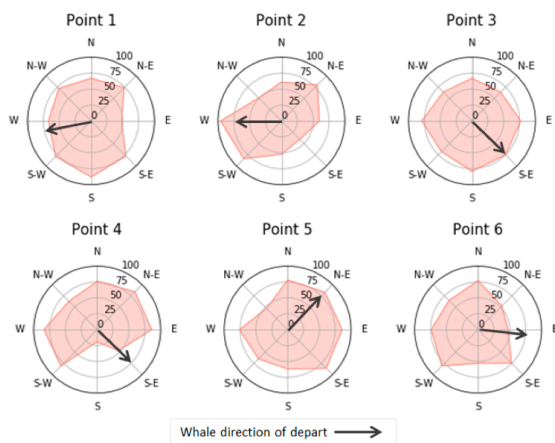 Point 1
N
N-W
N-E
100
75
50
25
0
W
E
S-W
S-E
S
Point 2
N
N-W
N-E
100
75
50
25
0
W
E
S-W
S-E
S
Point 3
N
N-W
N-E
100
75
50
25
0
W
E
S-W
S-E
S
Point 4
N
N-W
N-E
100
75
50
25
0
W
E
S-W
S-E
S
Point 5
N
N-W
N-E
100
75
50
25
0
W
E
S-W
S-E
S
Point 6
N
N-W
N-E
100
75
50
25
0
W
E
S-W
S-E
S
Whale direction of depart